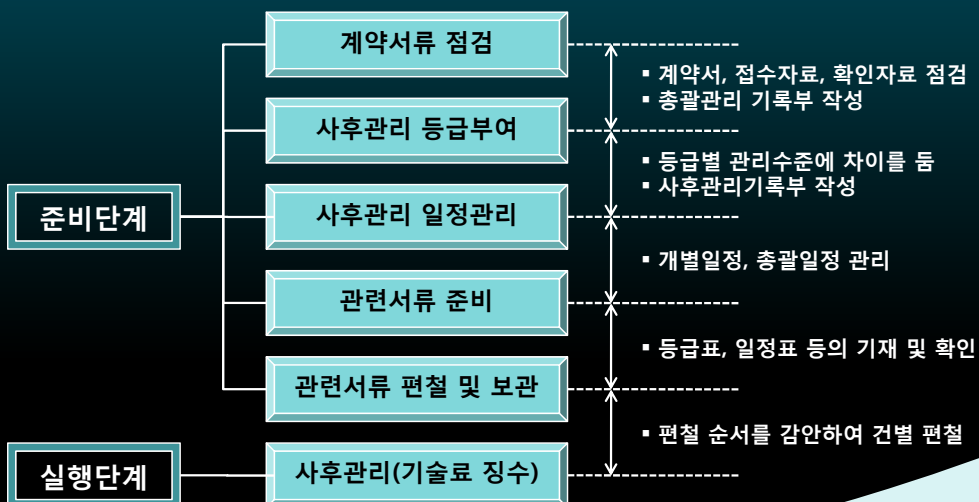 계약서류 점검
▪ 계약서, 접수자료, 확인자료 점검
▪ 총괄관리 기록부 작성
사후관리 등급부여
▪ 등급별 관리수준에 차이를 둠
▪ 사후관리기록부 작성
준비단계
사후관리 일정관리
▪ 개별일정, 총괄일정 관리
관련서류 준비
▪ 등급표, 일정표 등의 기재 및 확인
관련서류 편철 및 보관
▪ 편철 순서를 감안하여 건별 편철
실행단계
사후관리(기술료 징수)